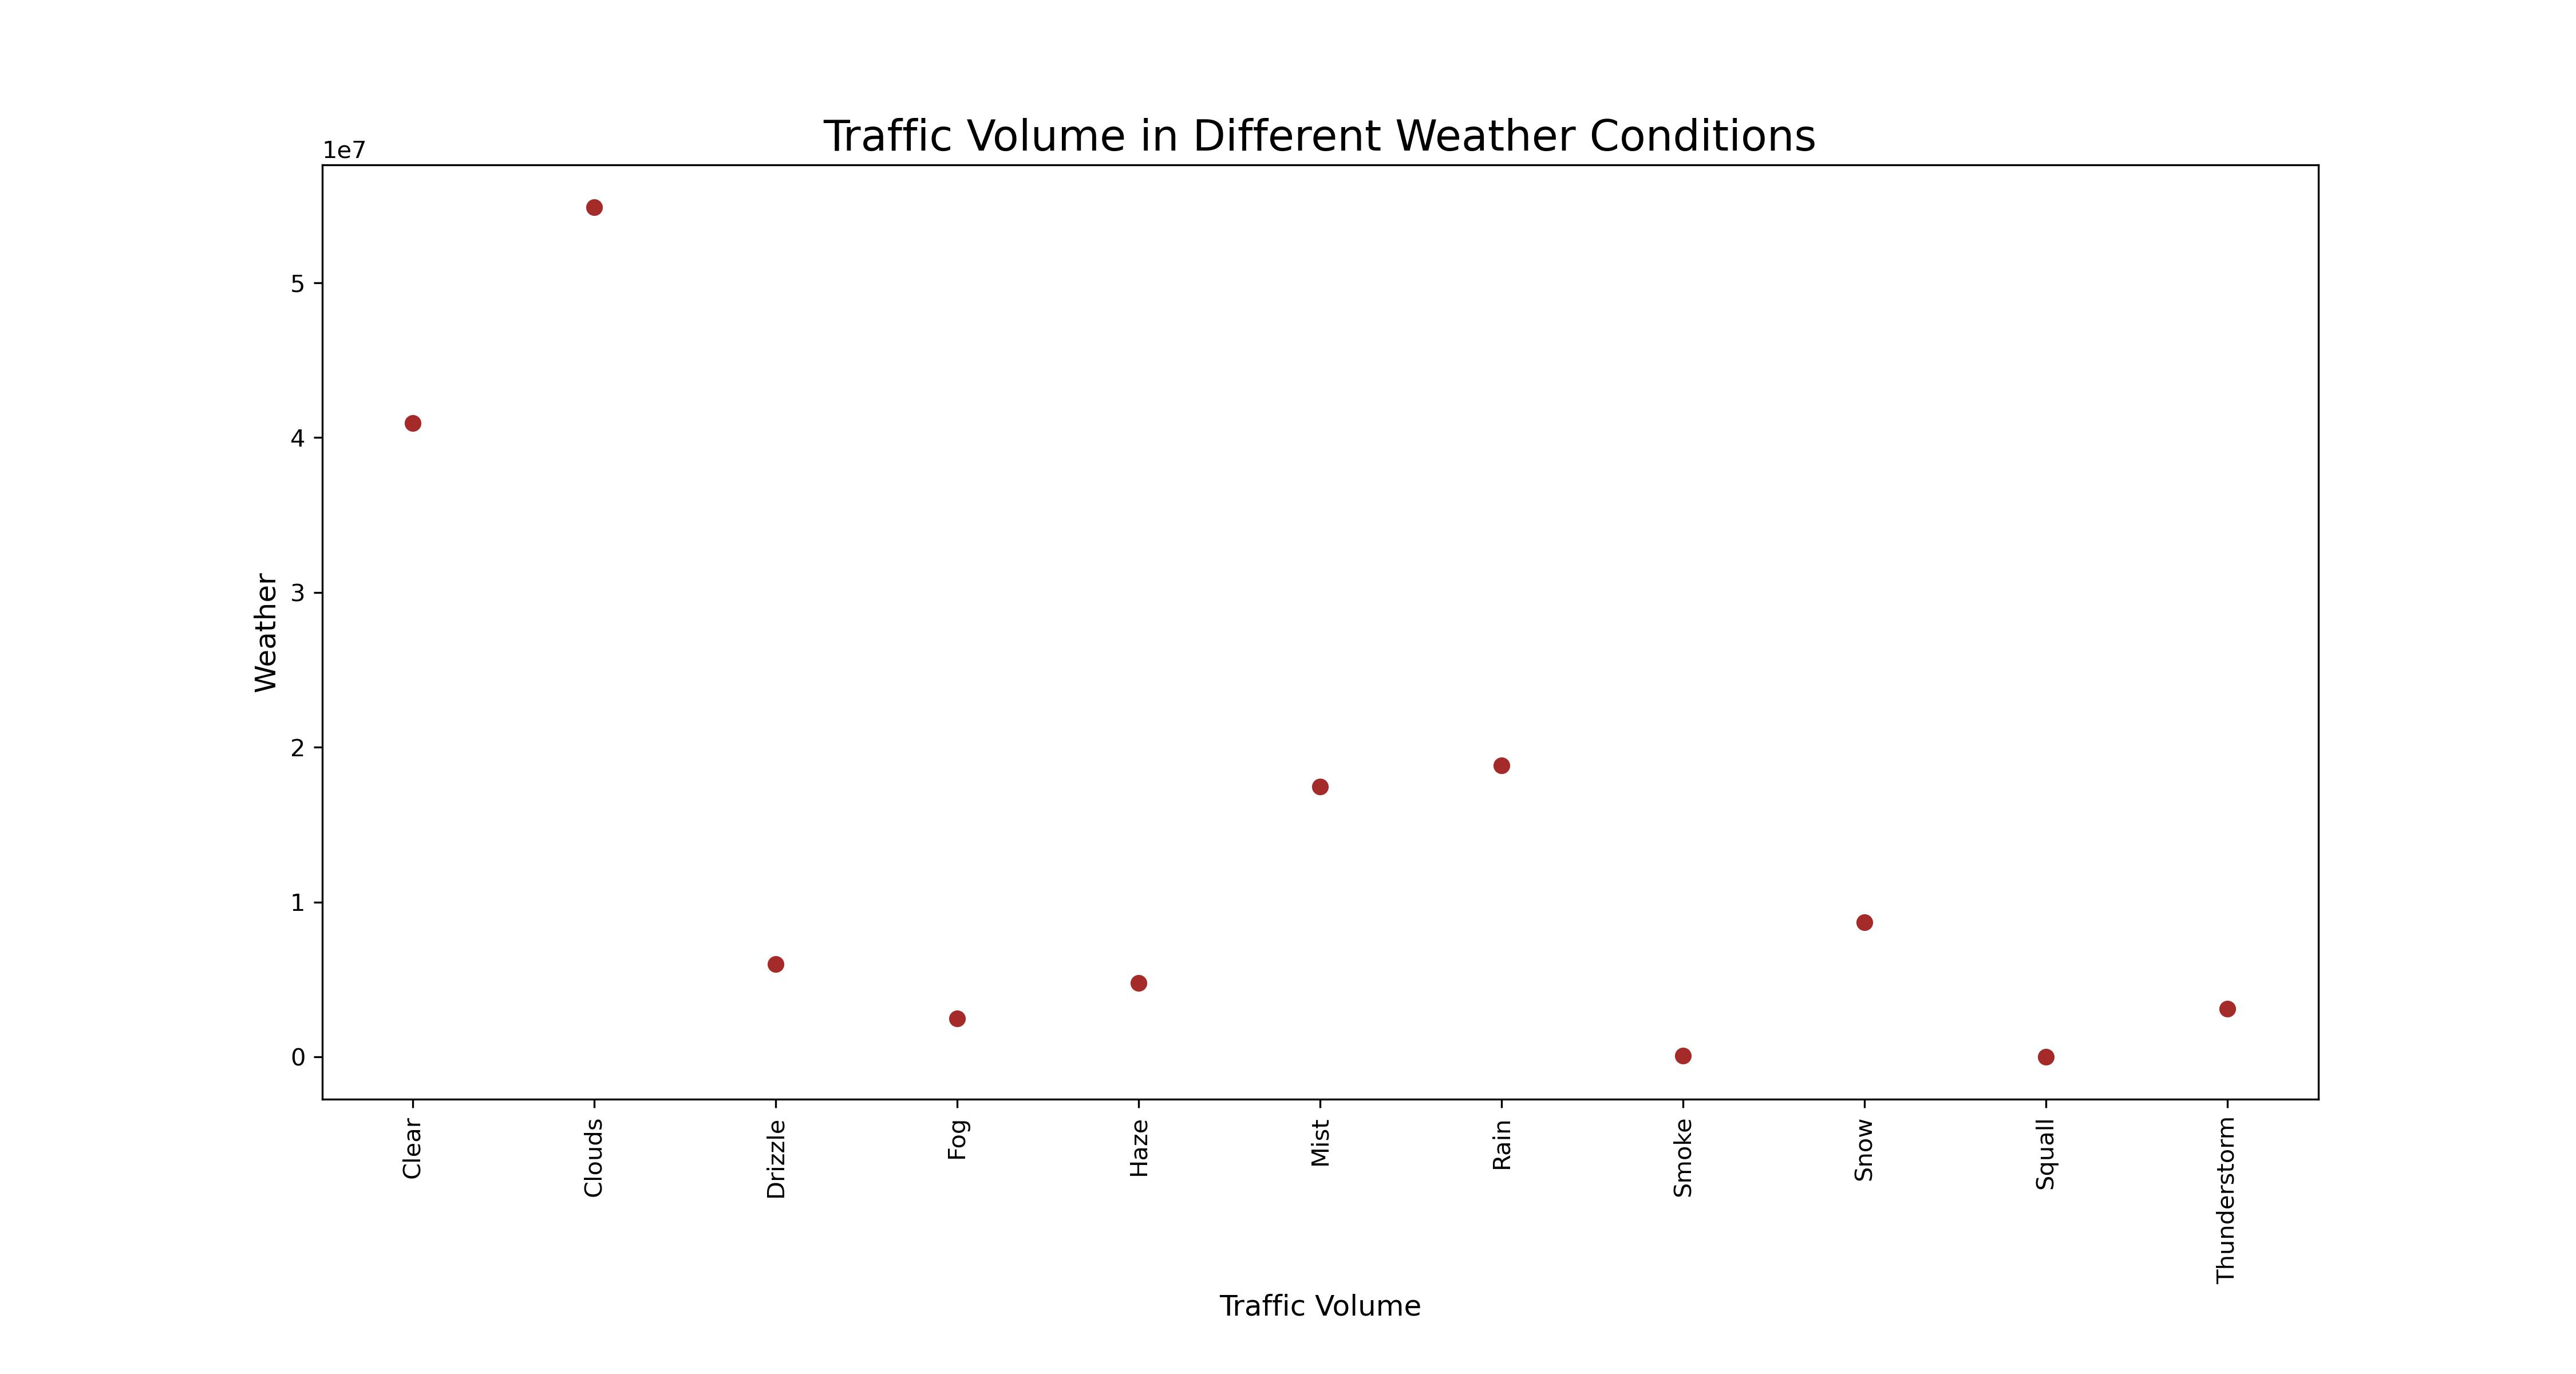 Traffic Volume in Different Weather Conditions
1e7
5
4
3
2
1
0
Weather
Clear
Clouds
Drizzle
Fog
Haze
Mist
Rain
Smoke
Snow
Squall
Thunderstorm
Traffic Volume